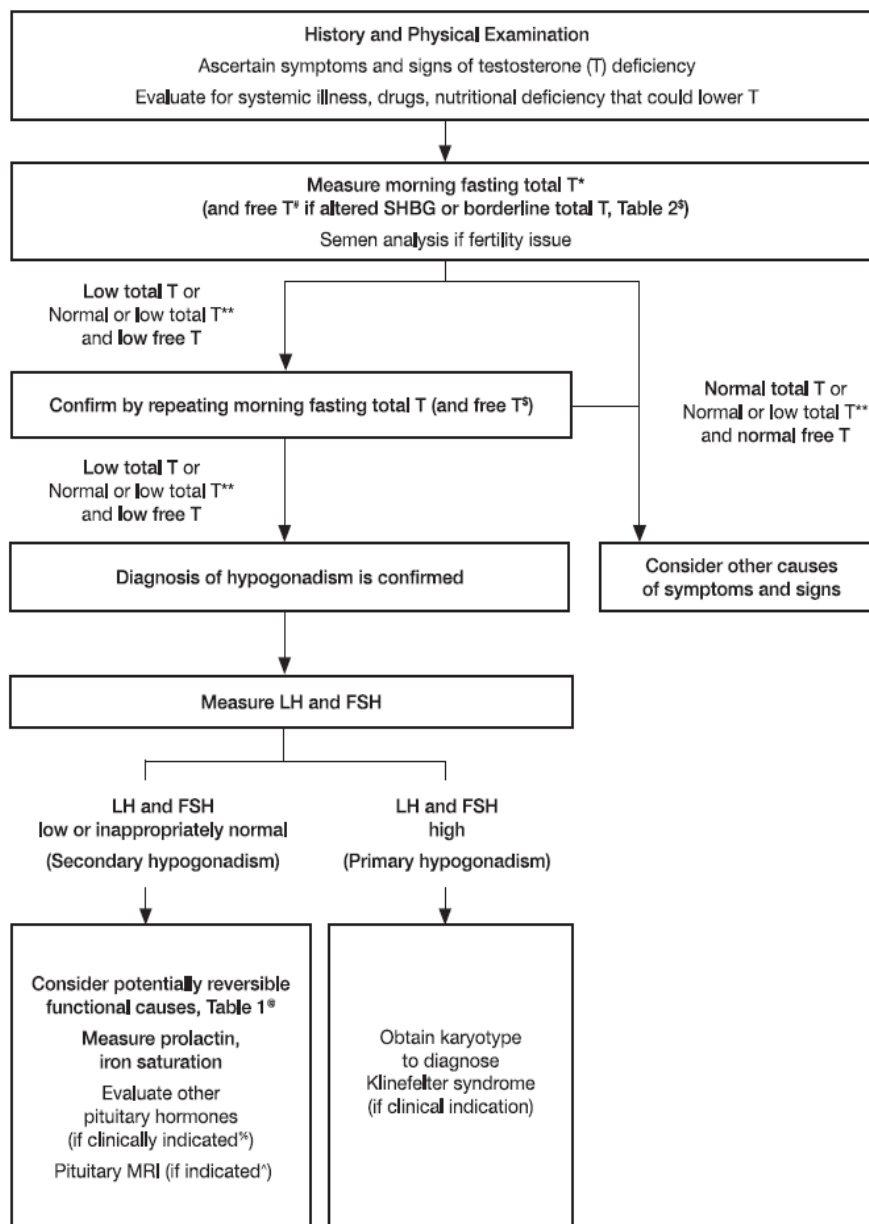 History and Physical Examination
Ascertain symptoms and signs of testosterone (T) deficiency
Evaluate for systemic illness, drugs, nutritional deficiency that could lower T
Measure morning fasting total T*
(and free T# if altered SHBG or borderline total T, Table 2$)
Semen analysis if fertility issue
Low total T or
Normal or low total T**
and low free T
Confirm by repeating morning fasting total T (and free T$)
Normal total T or
Normal or low total T**
and normal free T
Low total T or
Normal or low total T**
and low free T
Diagnosis of hypogonadism is confirmed
Consider other causes
of symptoms and signs
Measure LH and FSH
LH and FSH
low or inappropriately normal
(Secondary hypogonadism)
LH and FSH
high
(Primary hypogonadism)
Consider potentially reversible
functional causes, Table 1@
Measure prolactin,
iron saturation
Evaluate other
pituitary hormones
(if clinically indicated%)
Pituitary MRI (if indicated^)
Obtain karyotype
to diagnose
Klinefelter syndrome
(if clinical indication)